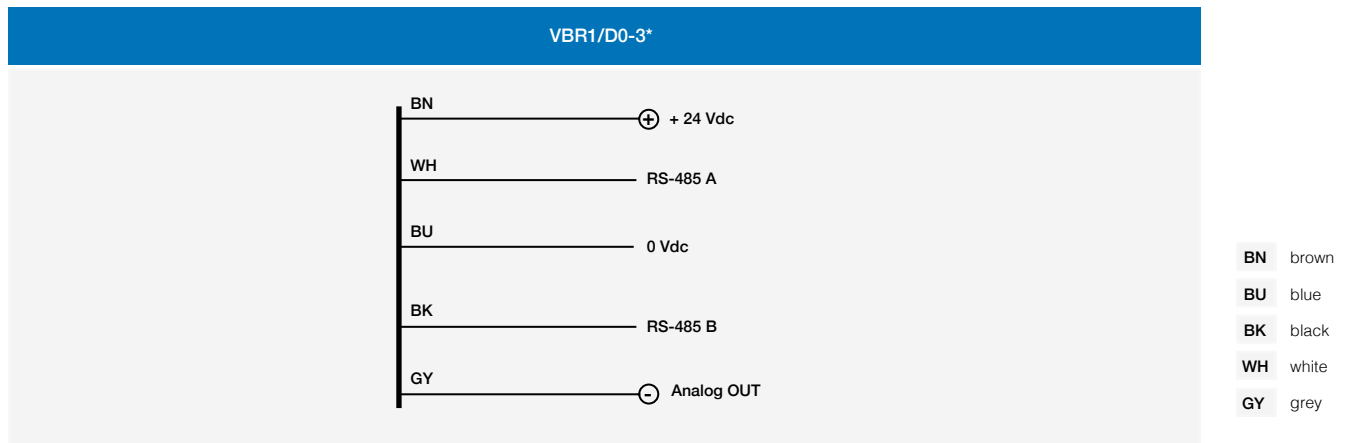 VBR1/D0-3*
BN
+ + 24 Vdc
WH
RS-485 A
BU
0 Vdc
BK
RS-485 B
GY
- Analog OUT
BN brown
BU blue
BK black
WH white
GY grey